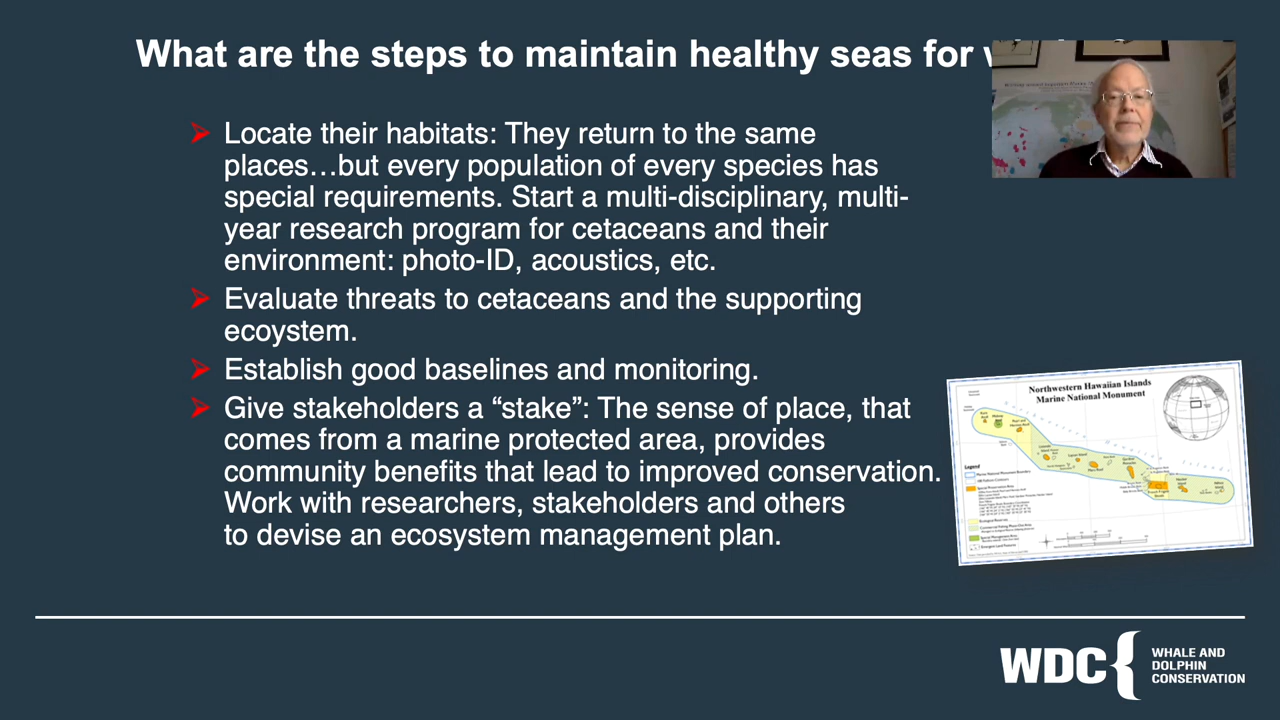 What are the steps to maintain healthy seas for
Locate their habitats: They return to the same
places…but every population of every species has
special requirements. Start a multi-disciplinary, multi-
year research program for cetaceans and their
environment: photo-ID, acoustics, etc.
Evaluate threats to cetaceans and the supporting
ecoystem.
Establish good baselines and monitoring.
Give stakeholders a “stake”: The sense of place, that
comes from a marine protected area, provides
community benefits that lead to improved conservation.
Work with researchers, stakeholders and others
to devise an ecosystem management plan.
Northwestern Hawaiian Islands
Marine National Monument
Legend
WDC
WHALE AND
DOLPHIN
CONSERVATION